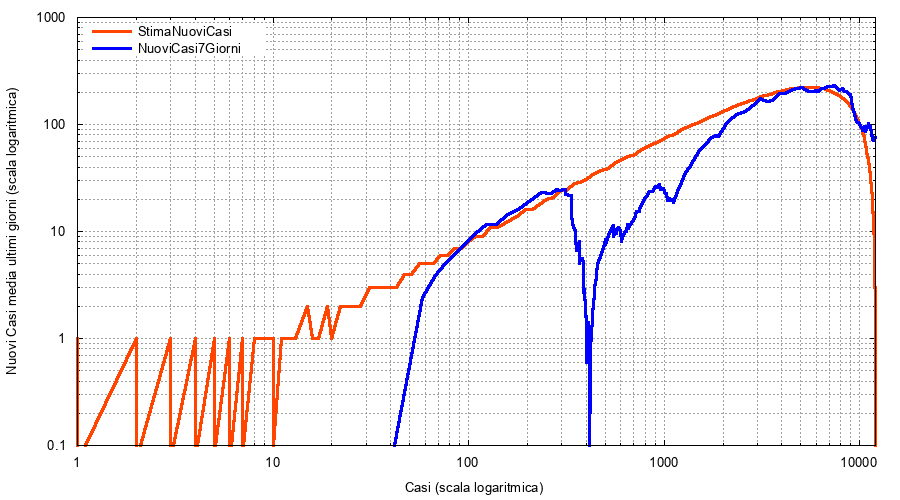 1000
StimaNuoviCasi
NuoviCasi7Giorni
100
10
1
0.1
1
10
100
1000
10000
Nuovi Casi media ultimi giorni (scala logaritmica)
Casi (scala logaritmica)